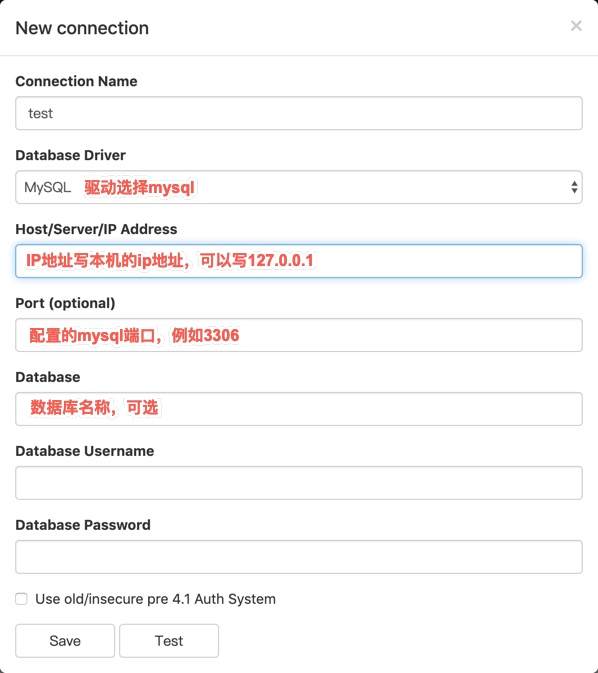 New connection
×
Connection Name
test
Database Driver
MySQL 驱动选择mysql
Host/Server/IP Address
IP地址写本机的ip地址，可以写127.0.0.1
Port (optional)
配置的mysql端口，例如3306
Database
数据库名称，可选
Database Username
Database Password
Use old/insecure pre 4.1 Auth System
Save Test